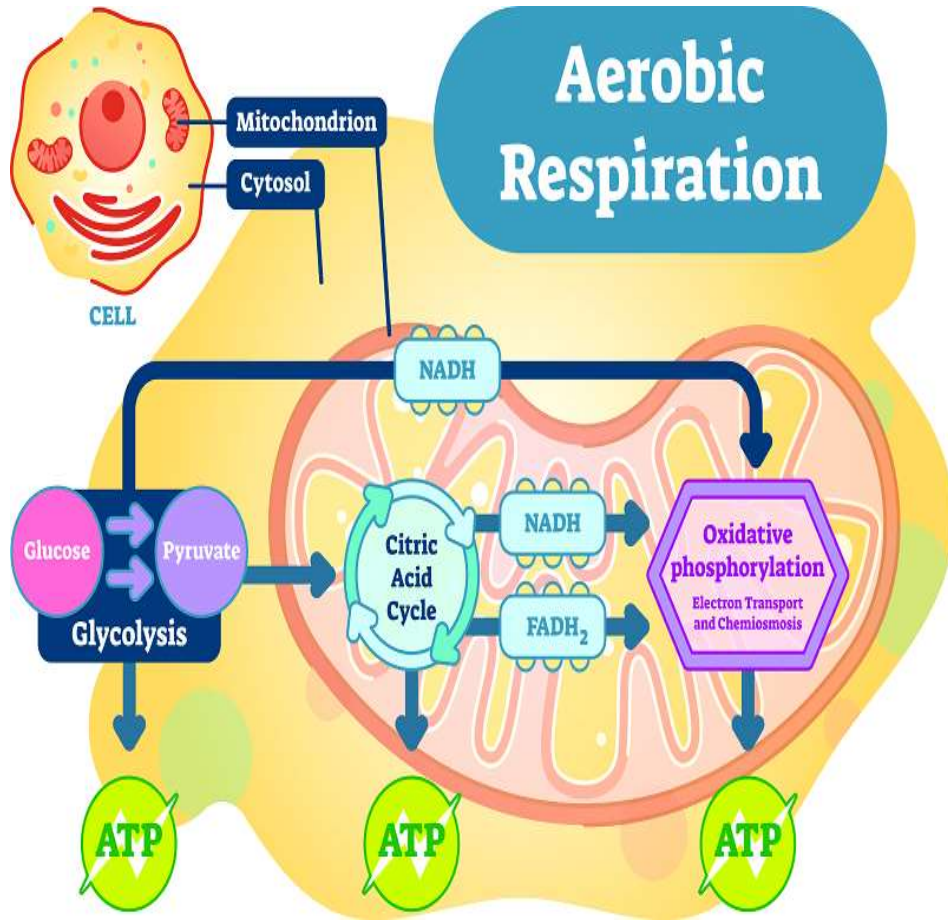 Aerobic
Respiration
Mitochondrion
Cytosol
CELL
NADH
Glucose
Pyruvate
Glycolysis
Citric
Acid
Cycle
NADH
FADH₂
Oxidative
phosphorylation
Electron Transport
and Chemiosmosis
ATP
ATP
ATP